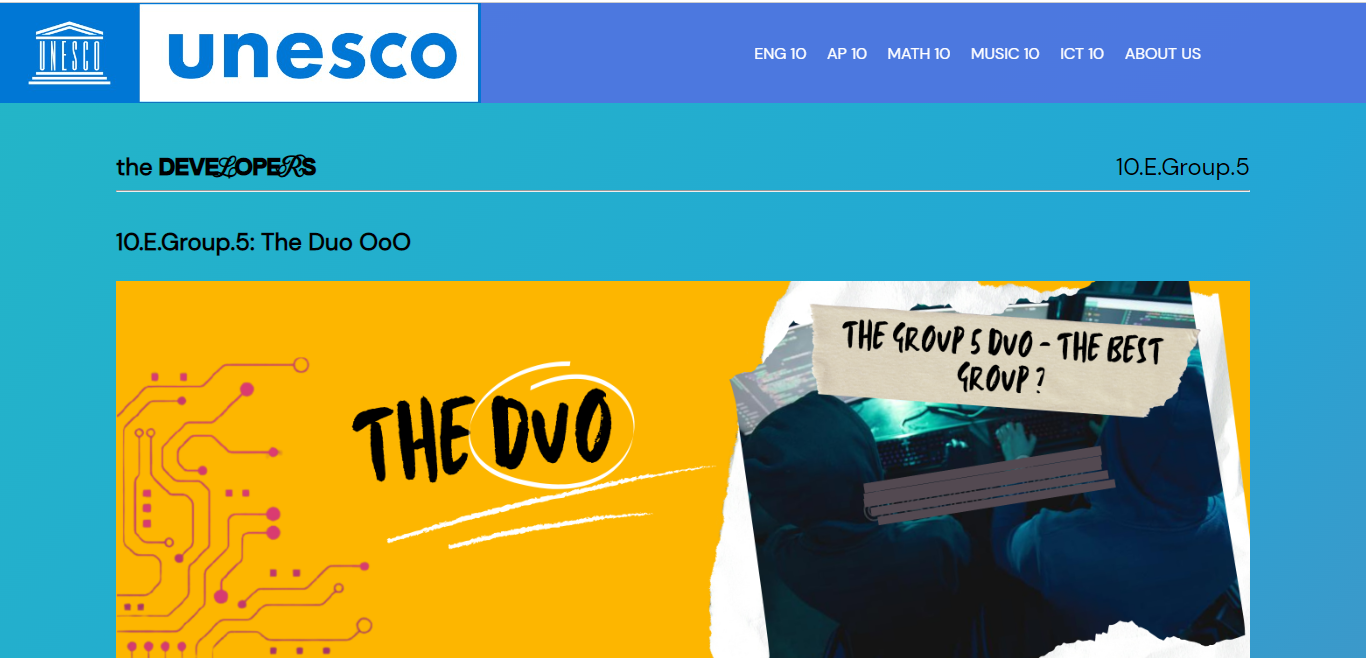 UNESCO
unesco
ENG 10 AP 10 MATH 10 MUSIC 10 ICT 10 ABOUT US
the DEVELOPERS
10.E.Group.5
10.E.Group.5: The Duo OoO
THE DUO
THE GROUP 5 DUO - THE BEST
GROUP ?